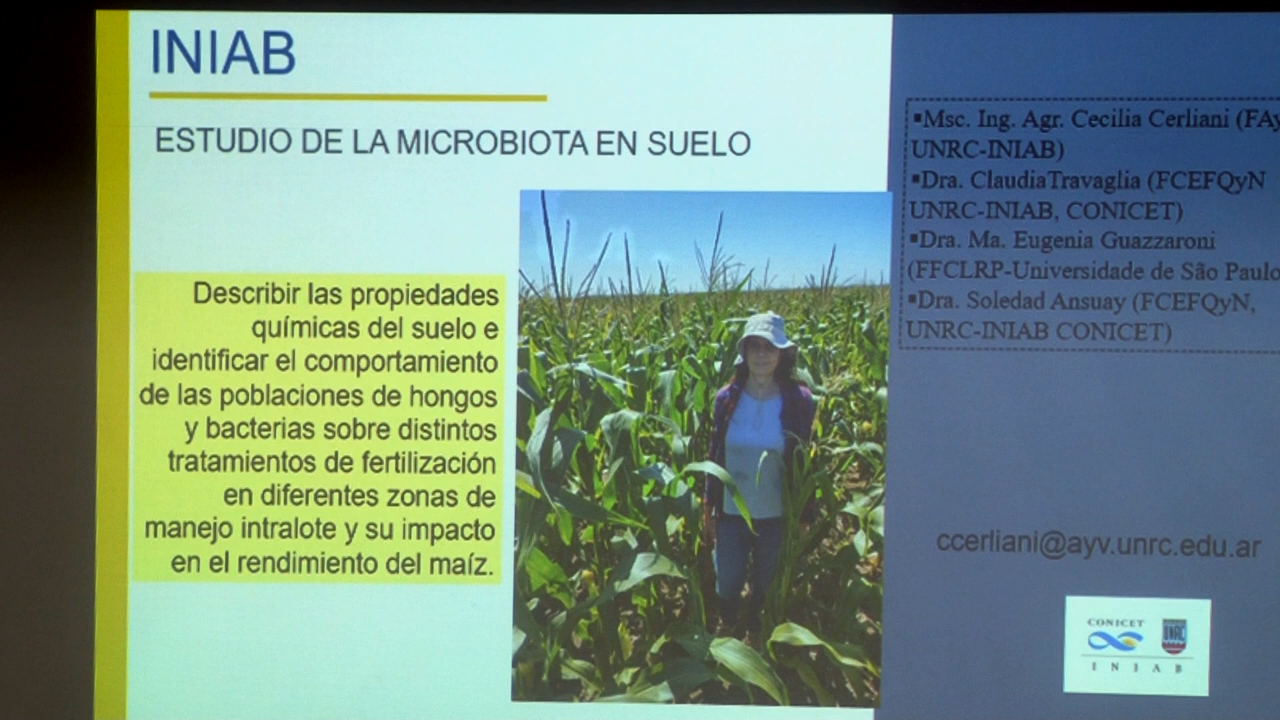 INIAB
ESTUDIO DE LA MICROBIOTA EN SUELO
Describir las propiedades
químicas del suelo e
identificar el comportamiento
de las poblaciones de hongos
y bacterias sobre distintos
tratamientos de fertilización
en diferentes zonas de
manejo intralote y su impacto
en el rendimiento del maíz.
▪Msc. Ing. Agr. Cecilia Cerliani (FAy
UNRC-INIAB)
▪Dra. ClaudiaTravaglia (FCEFQyN
UNRC-INIAB, CONICET)
▪Dra. Ma. Eugenia Guazzaroni
(FFCLRP-Universidade de São Paulo
▪Dra. Soledad Ansuay (FCEFQyN,
UNRC-INIAB CONICET)
ccerliani@ayv.unrc.edu.ar
CONICET
UNRC
INIAB